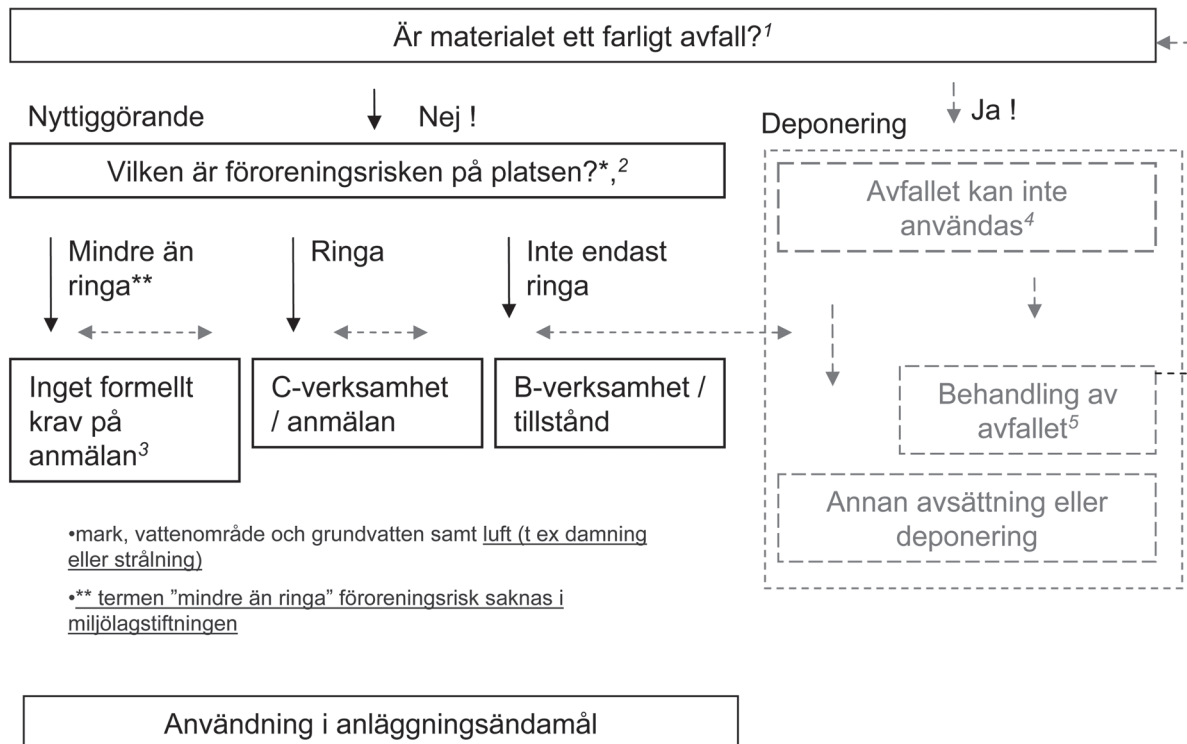 Är materialet ett farligt avfall?1
Nyttiggörande
Nej !
Ja !
Deponering
Vilken är föroreningsrisken på platsen?*,2
Avfallet kan inte
användas4
Mindre än
ringa**
Ringa
Inte endast
ringa
Inget formellt
krav på
anmälan3
C-verksamhet
/ anmälan
B-verksamhet /
tillstånd
Behandling av
avfallet5
Annan avsättning eller
deponering
•mark, vattenområde och grundvatten samt luft (t ex damning
eller strålning)
•** termen ”mindre än ringa” föroreningsrisk saknas i
miljölagstiftningen
Användning i anläggningsändamål